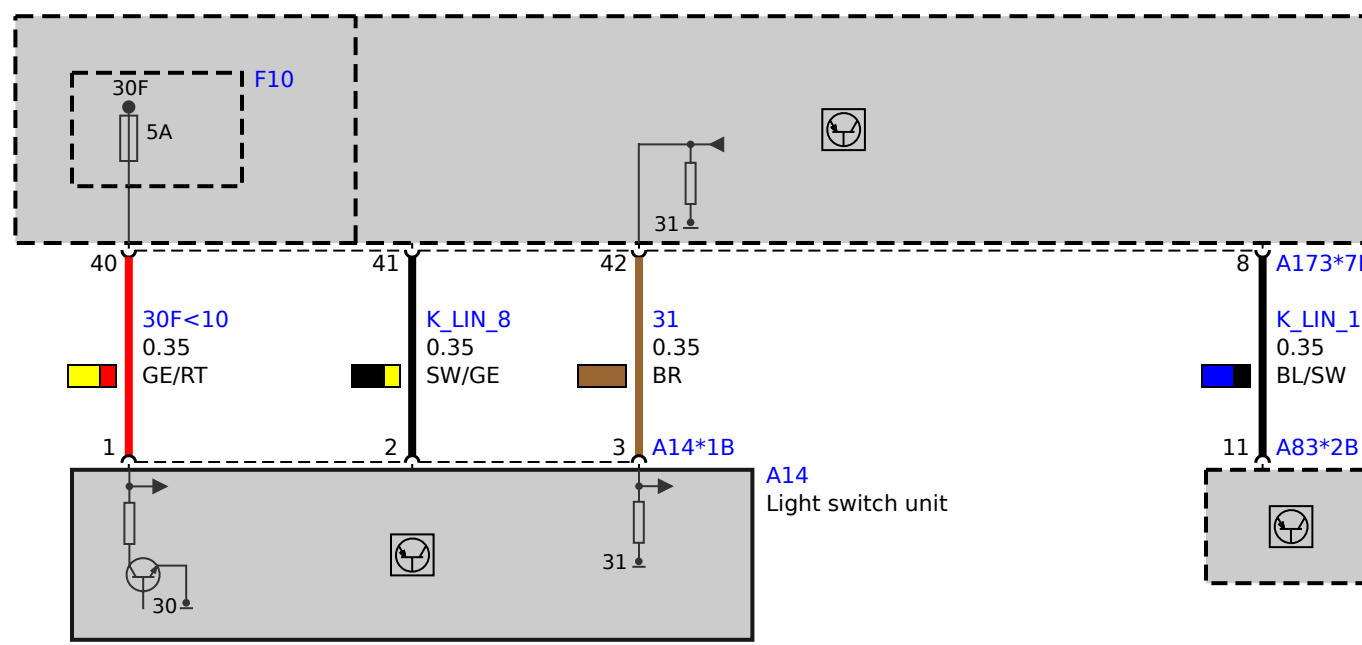 F10
30F
5A
31
40
41
42
8
A173*7
30F<10
0.35
GE/RT
K_LIN_8
0.35
SW/GE
31
0.35
BR
K_LIN_1
0.35
BL/SW
1
2
3
A14*1B
11
A83*2B
A14
Light switch unit
31
30